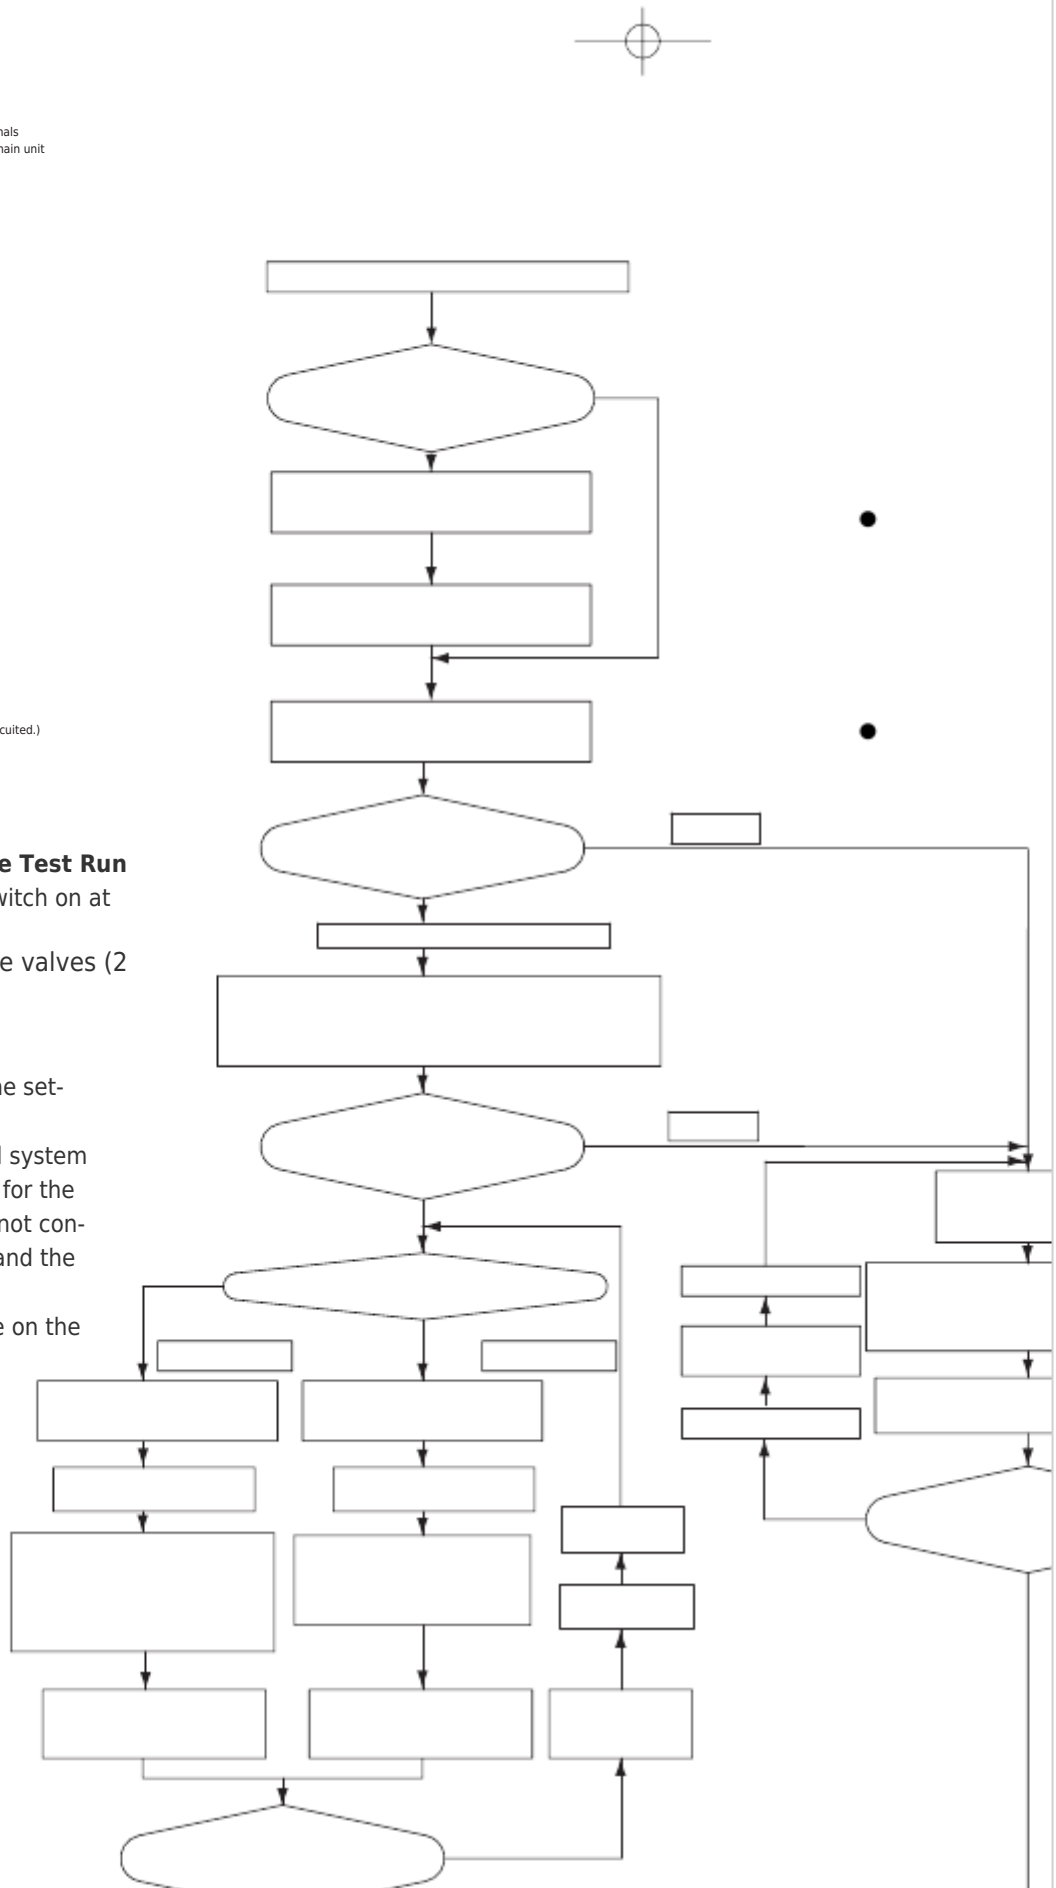 nals
nain unit
cuited.)
e Test Run
witch on at
e valves (2
ne set-
l system
for the
not con-
and the
e on the